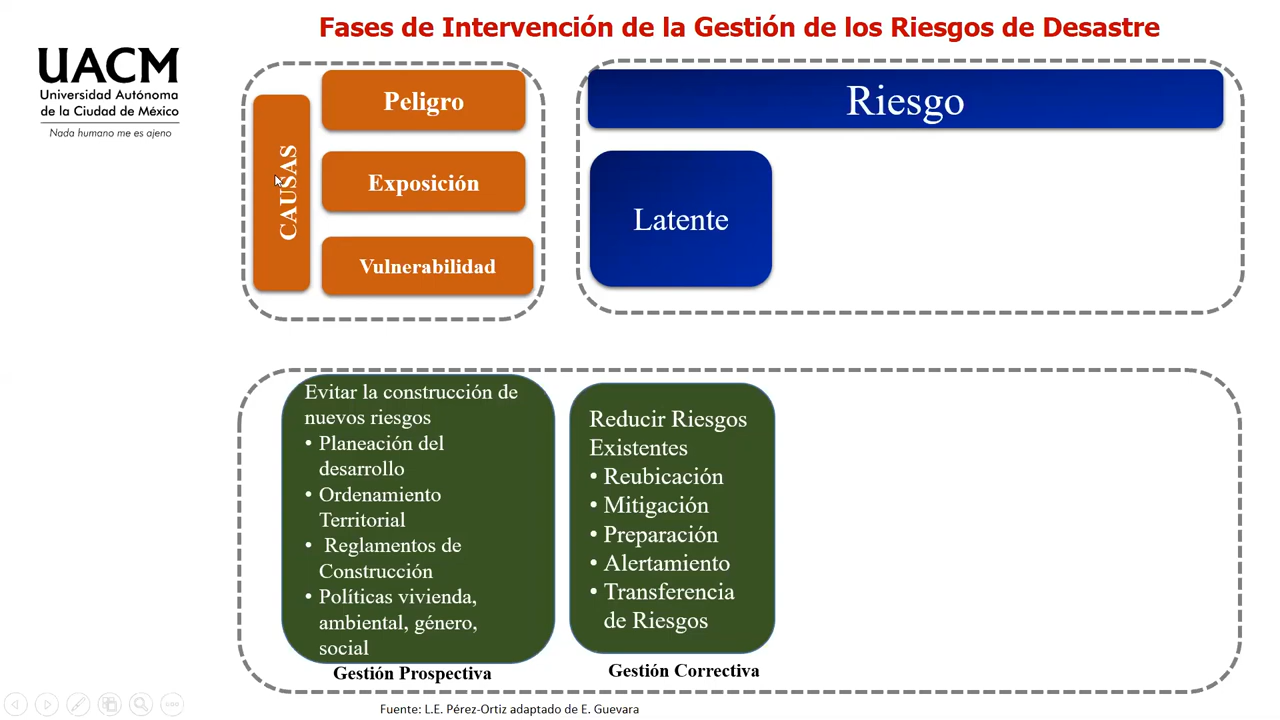 Fases de Intervención de la Gestión de los Riesgos de Desastre
UACM
Universidad Autónoma
de la Ciudad de México
Nada humano me es ajeno
CAUSAS
Peligro
Exposición
Vulnerabilidad
Riesgo
Latente
Evitar la construcción de
nuevos riesgos
• Planeación del
desarrollo
• Ordenamiento
Territorial
• Reglamentos de
Construcción
• Políticas vivienda,
ambiental, género,
social
Gestión Prospectiva
Reducir Riesgos
Existentes
• Reubicación
• Mitigación
• Preparación
• Alertamiento
• Transferencia
de Riesgos
Gestión Correctiva
Fuente: L.E. Pérez-Ortiz adaptado de E. Guevara